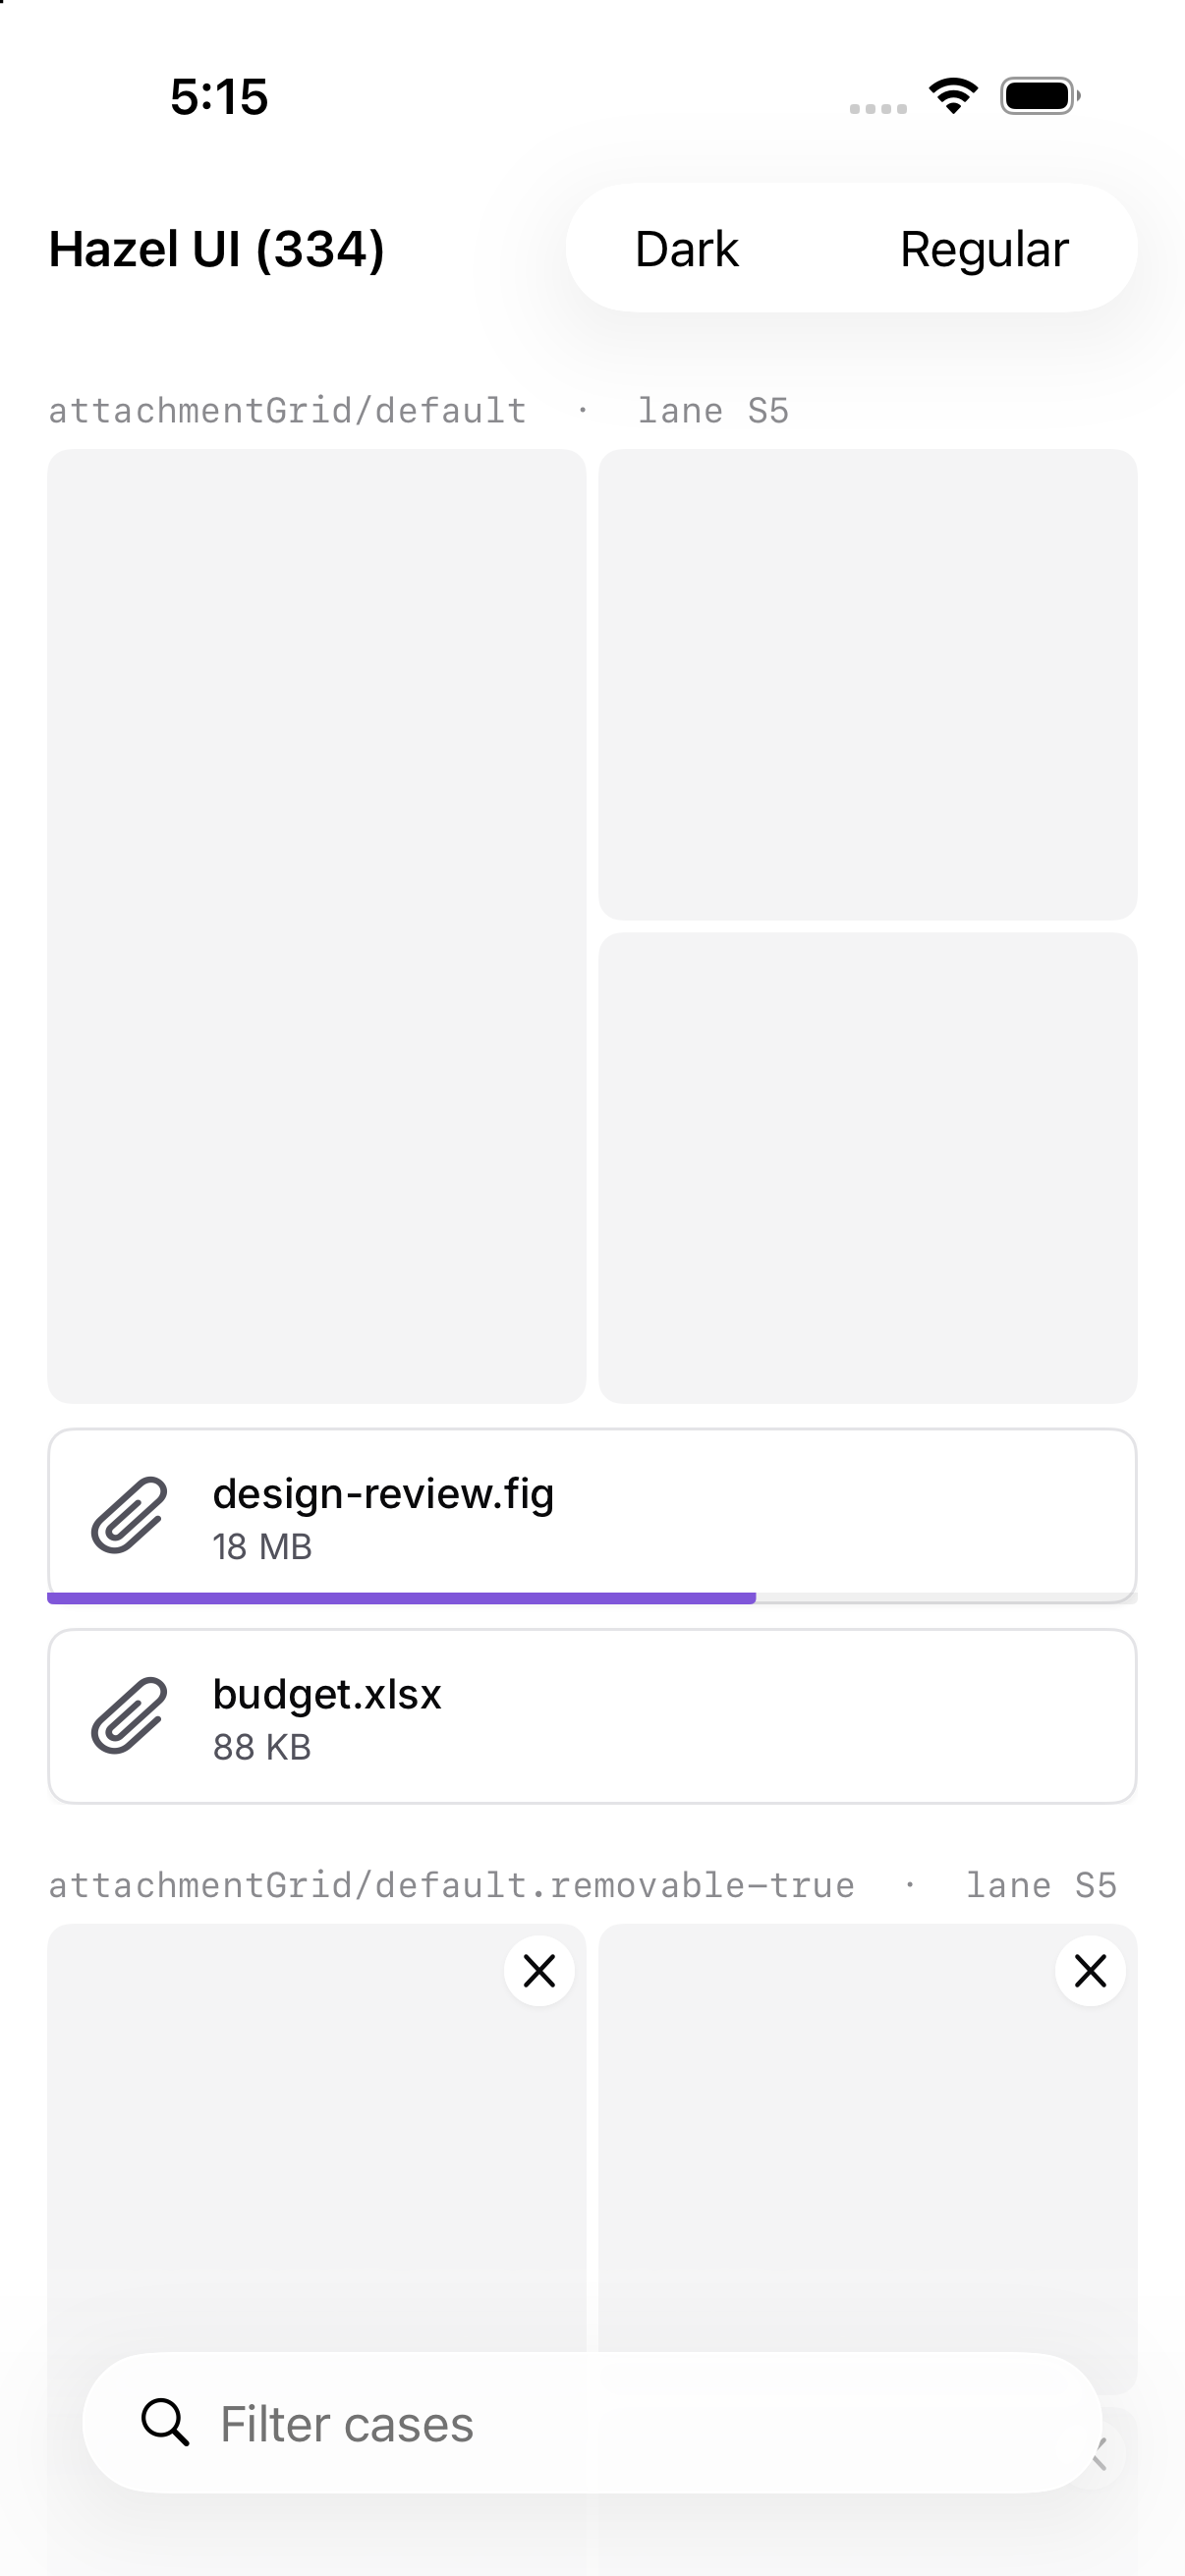 5:15
Hazel UI (334)
Dark
Regular
attachmentGrid/default · lane S5
design-review.fig
18 MB
budget.xlsx
88 KB
attachmentGrid/default.removable-true · lane S5
Filter cases